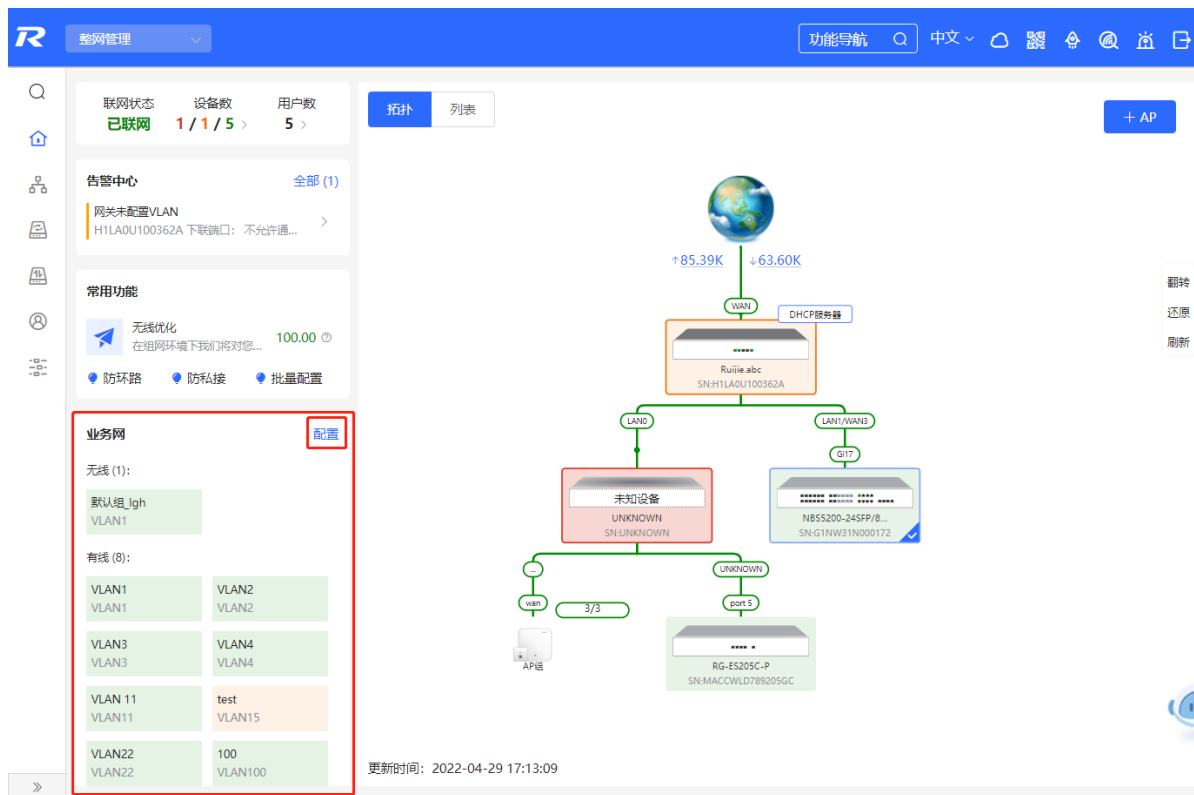 整网管理
功能导航
中文
联网状态 设备数 用户数
已联网 1 / 1 / 5 > 5 >
告警中心 全部 (1)
网关未配置VLAN
H1LA0U100362A 下联端口： 不允许通...
常用功能
无线优化
在组网环境下我们将对您...
100.00
防环路 防私接 批量配置
业务网 配置
无线 (1):
默认组_lgh
VLAN1
有线 (8):
VLAN1 VLAN2
VLAN1 VLAN2
VLAN3 VLAN4
VLAN3 VLAN4
VLAN 11 test
VLAN11 VLAN15
VLAN22 100
VLAN22 VLAN100
拓扑 列表
+ AP
↑85.39K ↓63.60K
WAN
DHCP服务器
Ruijie.abc
SN:H1LA0U100362A
LAN0 LAN1/WAN3
Gi17
未知设备
UNKNOWN
SN:UNKNOWN
NBS5200-24SFP/8...
SN:G1NW31N000172
... UNKNOWN
wan 3/3 port 5
AP组
RG-ES205C-P
SN:MACCWLD789205GC
翻转
还原
刷新
更新时间：2022-04-29 17:13:09